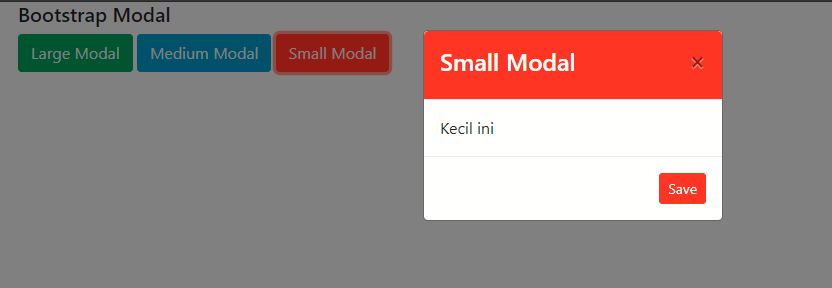 Bootstrap Modal
Large Modal Medium Modal Small Modal
Small Modal ×
Kecil ini
Save